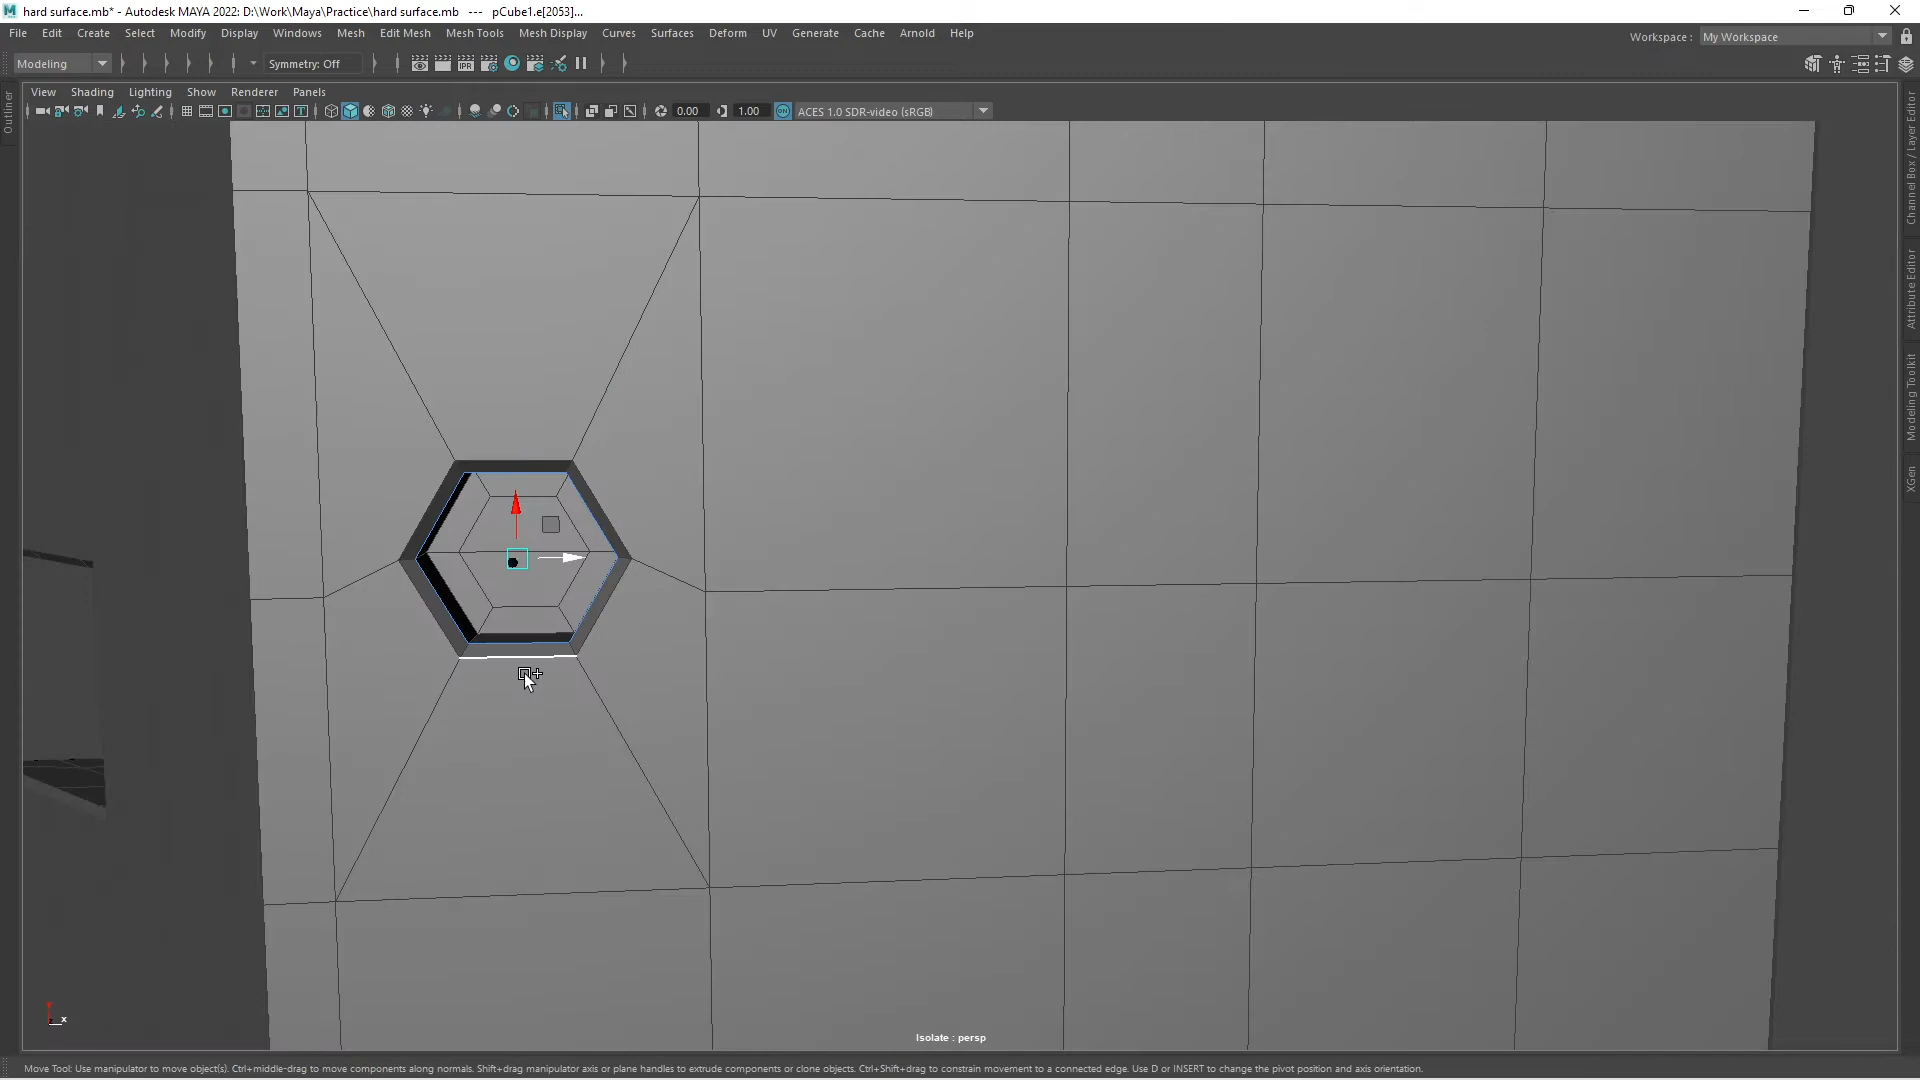 hard surface.mb* - Autodesk MAYA 2022: D:\Work\Maya\Practice\hard surface.mb --- pCube1.e[2053]...
File Edit Create Select Modify Display Windows Mesh Edit Mesh Mesh Tools Mesh Display Curves Surfaces Deform UV Generate Cache Arnold Help
Workspace : My Workspace
Modeling Symmetry: Off IPR
View Shading Lighting Show Renderer Panels
0.00 1.00 ON ACES 1.0 SDR-video (sRGB)
Outliner
Channel Box / Layer Editor
Attribute Editor
Modeling Toolkit
XGen
x
Isolate : persp
Move Tool: Use manipulator to move object(s). Ctrl+middle-drag to move components along normals. Shift+drag manipulator axis or plane handles to extrude components or clone objects. Ctrl+Shift+drag to constrain movement to a connected edge. Use D or INSERT to change the pivot position and axis orientation.